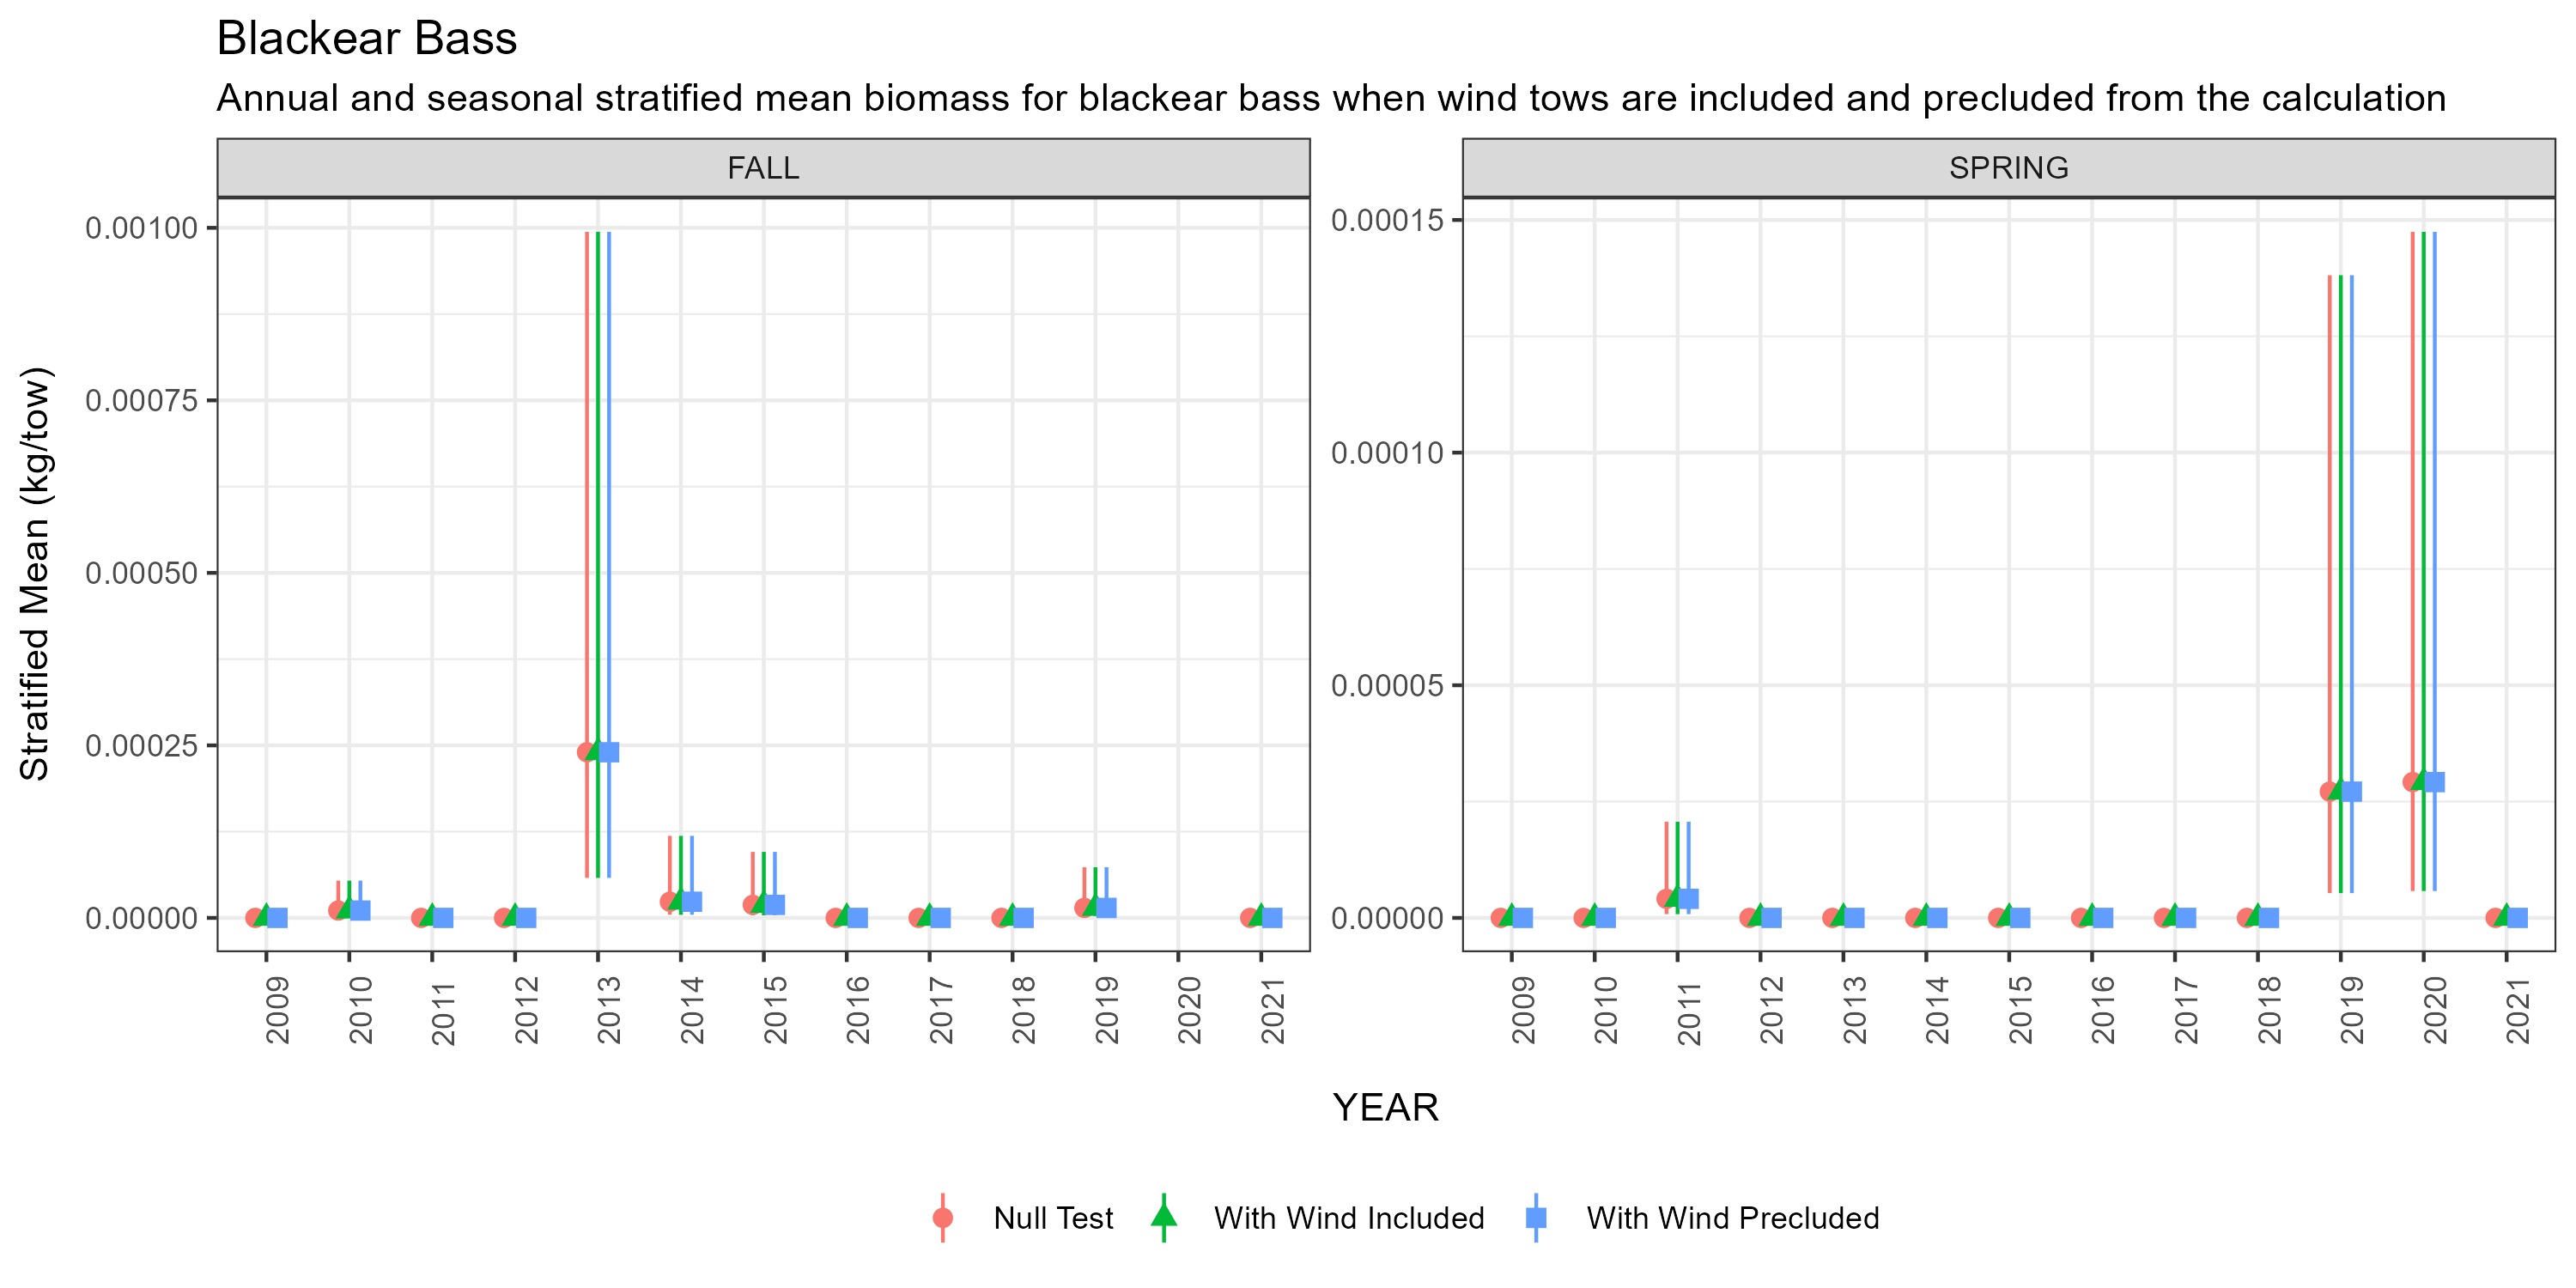 Blackear Bass
Annual and seasonal stratified mean biomass for blackear bass when wind tows are included and precluded from the calculation
FALL
SPRING
Stratified Mean (kg/tow)
0.00100
0.00075
0.00050
0.00025
0.00000
0.00015
0.00010
0.00005
0.00000
2009 2010 2011 2012 2013 2014 2015 2016 2017 2018 2019 2020 2021
2009 2010 2011 2012 2013 2014 2015 2016 2017 2018 2019 2020 2021
YEAR
Null Test With Wind Included With Wind Precluded